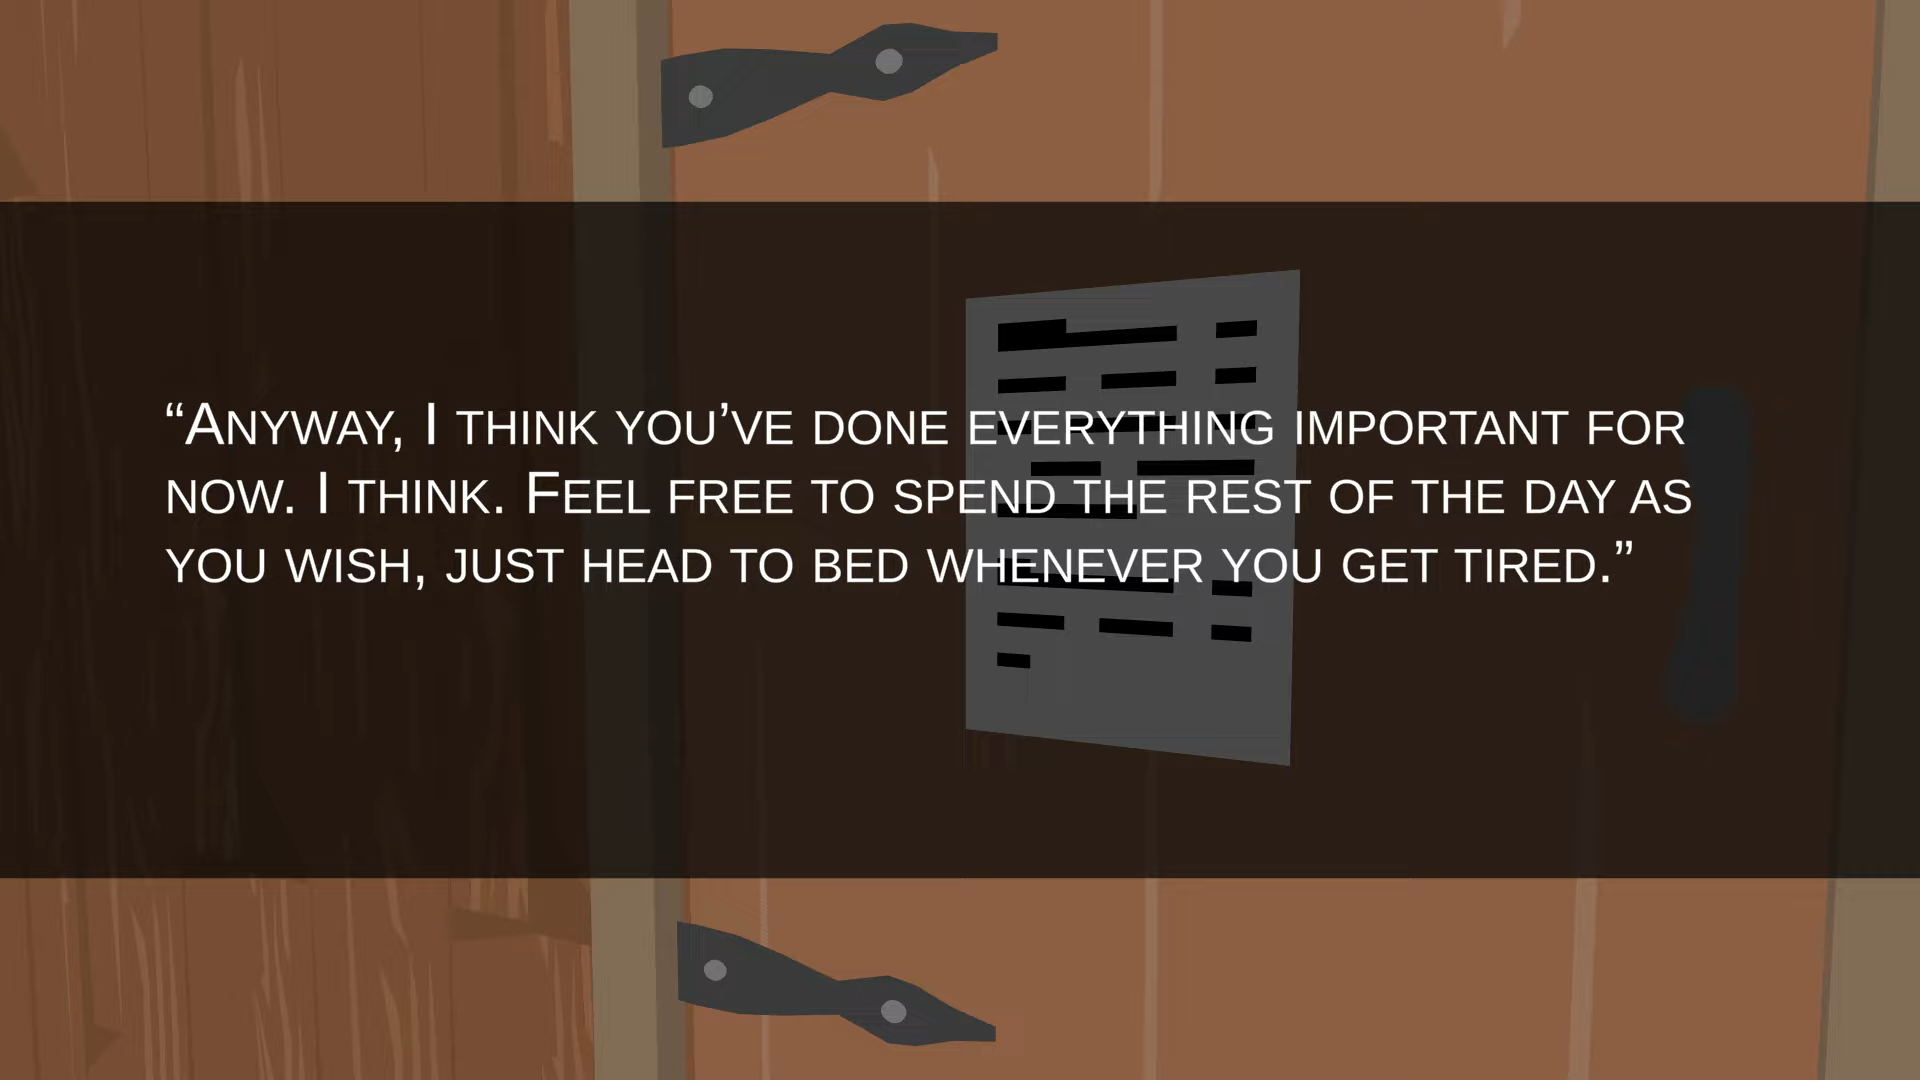 “Anyway, I think you’ve done everything important for
now. I think. Feel free to spend the rest of the day as
you wish, just head to bed whenever you get tired.”